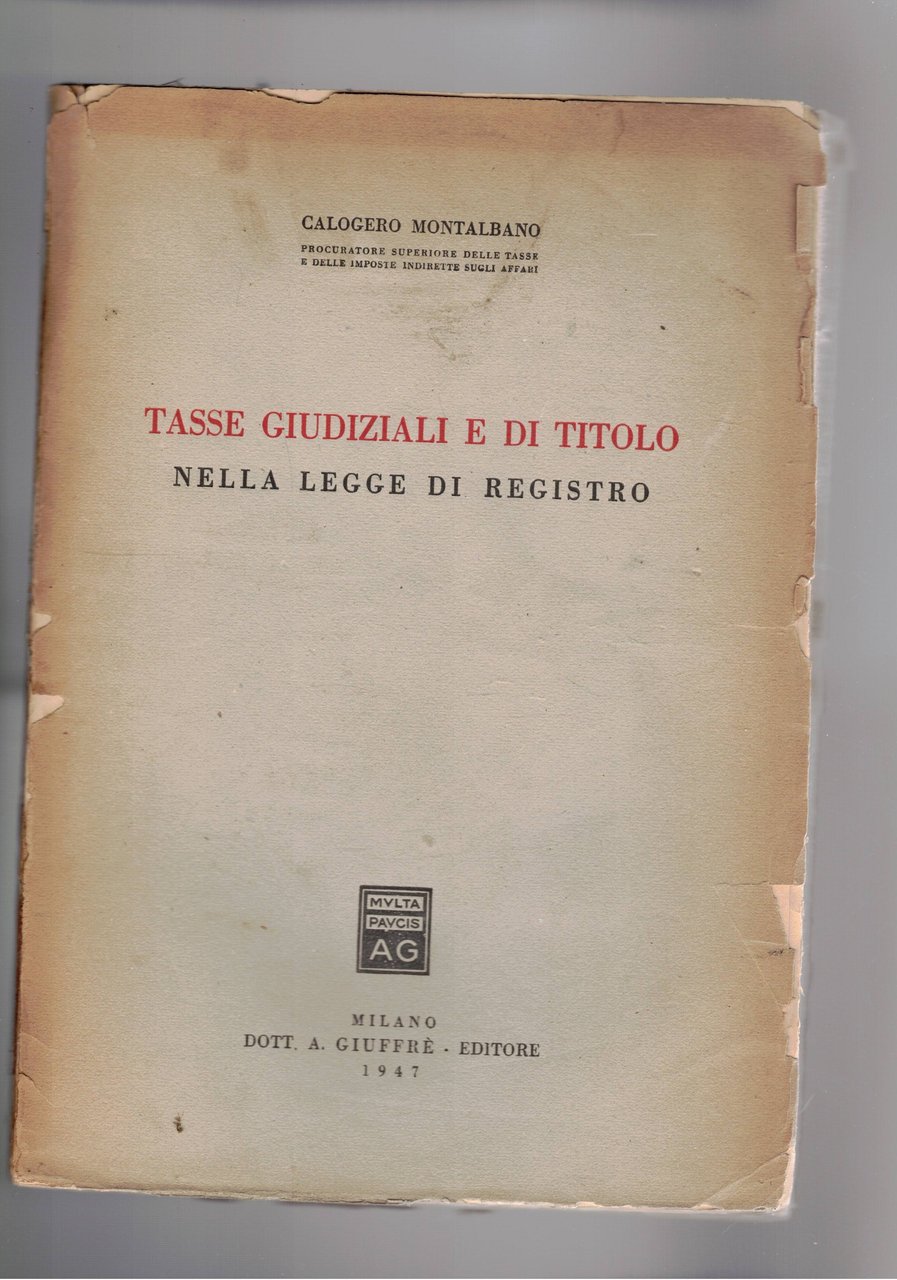 CALOGERO MONTALBANO
PROCURATORE SUPERIORE DELLE TASSE
E DELLE IMPOSTE INDIRETTE SUGLI AFFARI
TASSE GIUDIZIALI E DI TITOLO
NELLA LEGGE DI REGISTRO
MVLTA
PAVCIS
AG
MILANO
DOTT. A. GIUFFRÈ - EDITORE
1947